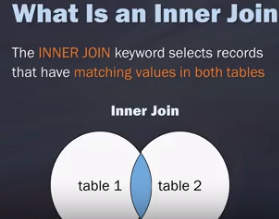 What Is an Inner Join
The INNER JOIN keyword selects records
that have matching values in both tables
Inner Join
table 1 table 2